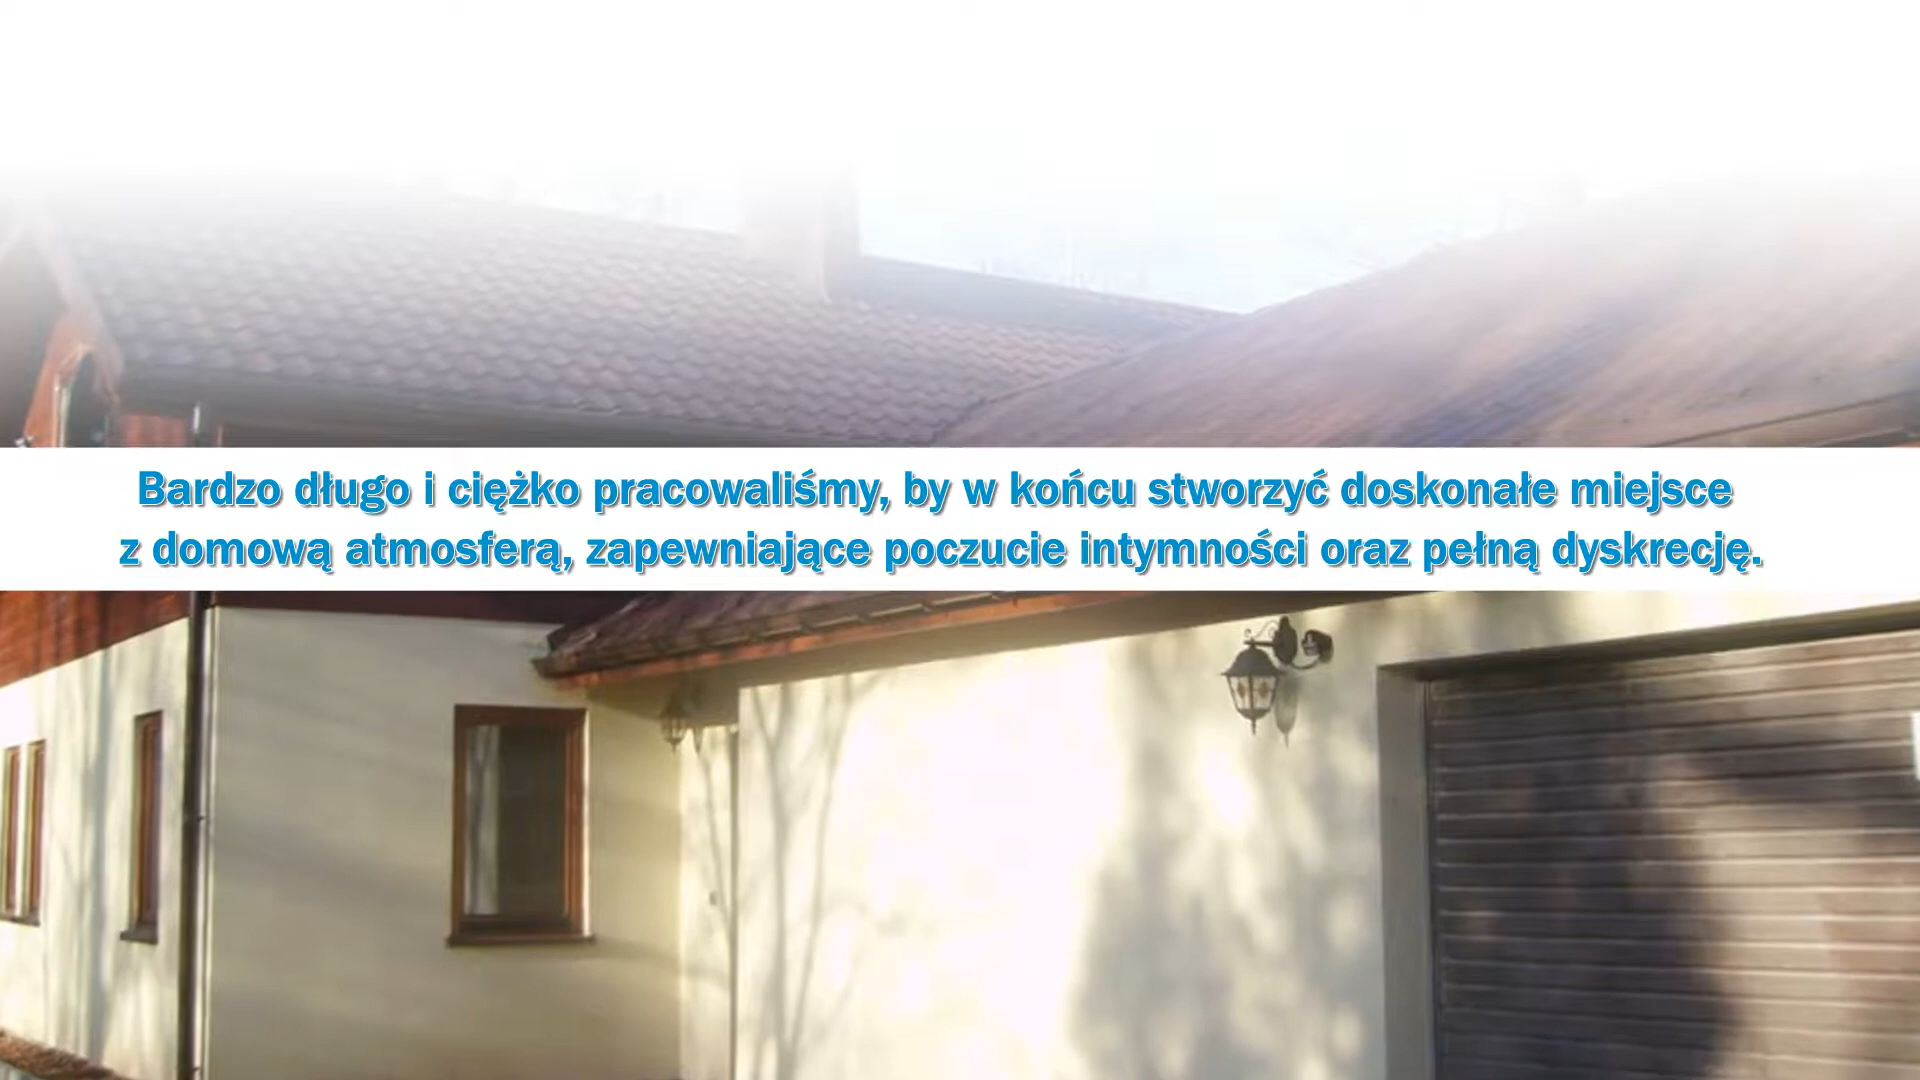 Bardzo długo i ciężko pracowaliśmy, by w końcu stworzyć doskonałe miejsce
z domową atmosferą, zapewniające poczucie intymności oraz pełną dyskrecję.